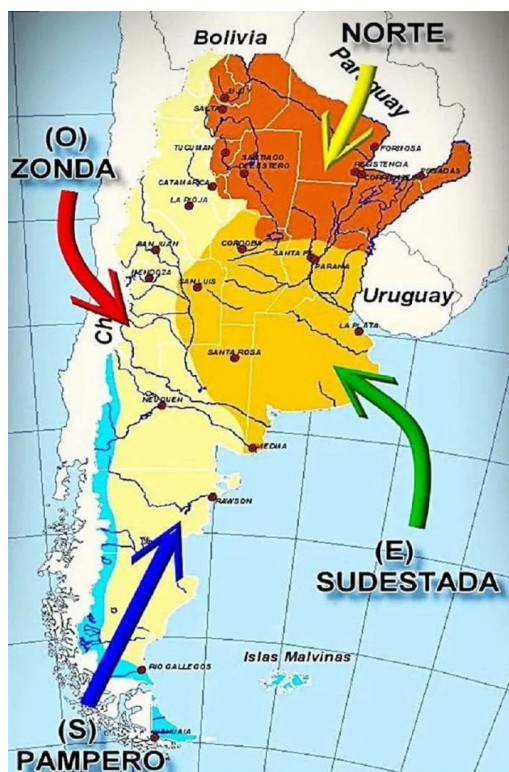 Bolivia
NORTE
Paraguay
(O)
ZONDA
SALTA
FORMOSA
TUCUMAN
SANTIAGO
DEL ESTERO
RESISTENCIA
POSADAS
CATAMARCA
LA RIOJA
SAN JUAN
CORDOBA
SANTA FE
PARANA
MENDOZA
SAN LUIS
Uruguay
Ch
LA PLATA
SANTA ROSA
NEUQUEN
RAWSON
(E)
SUDESTADA
RIO GALLEGOS
Islas Malvinas
(S)
PAMPERO